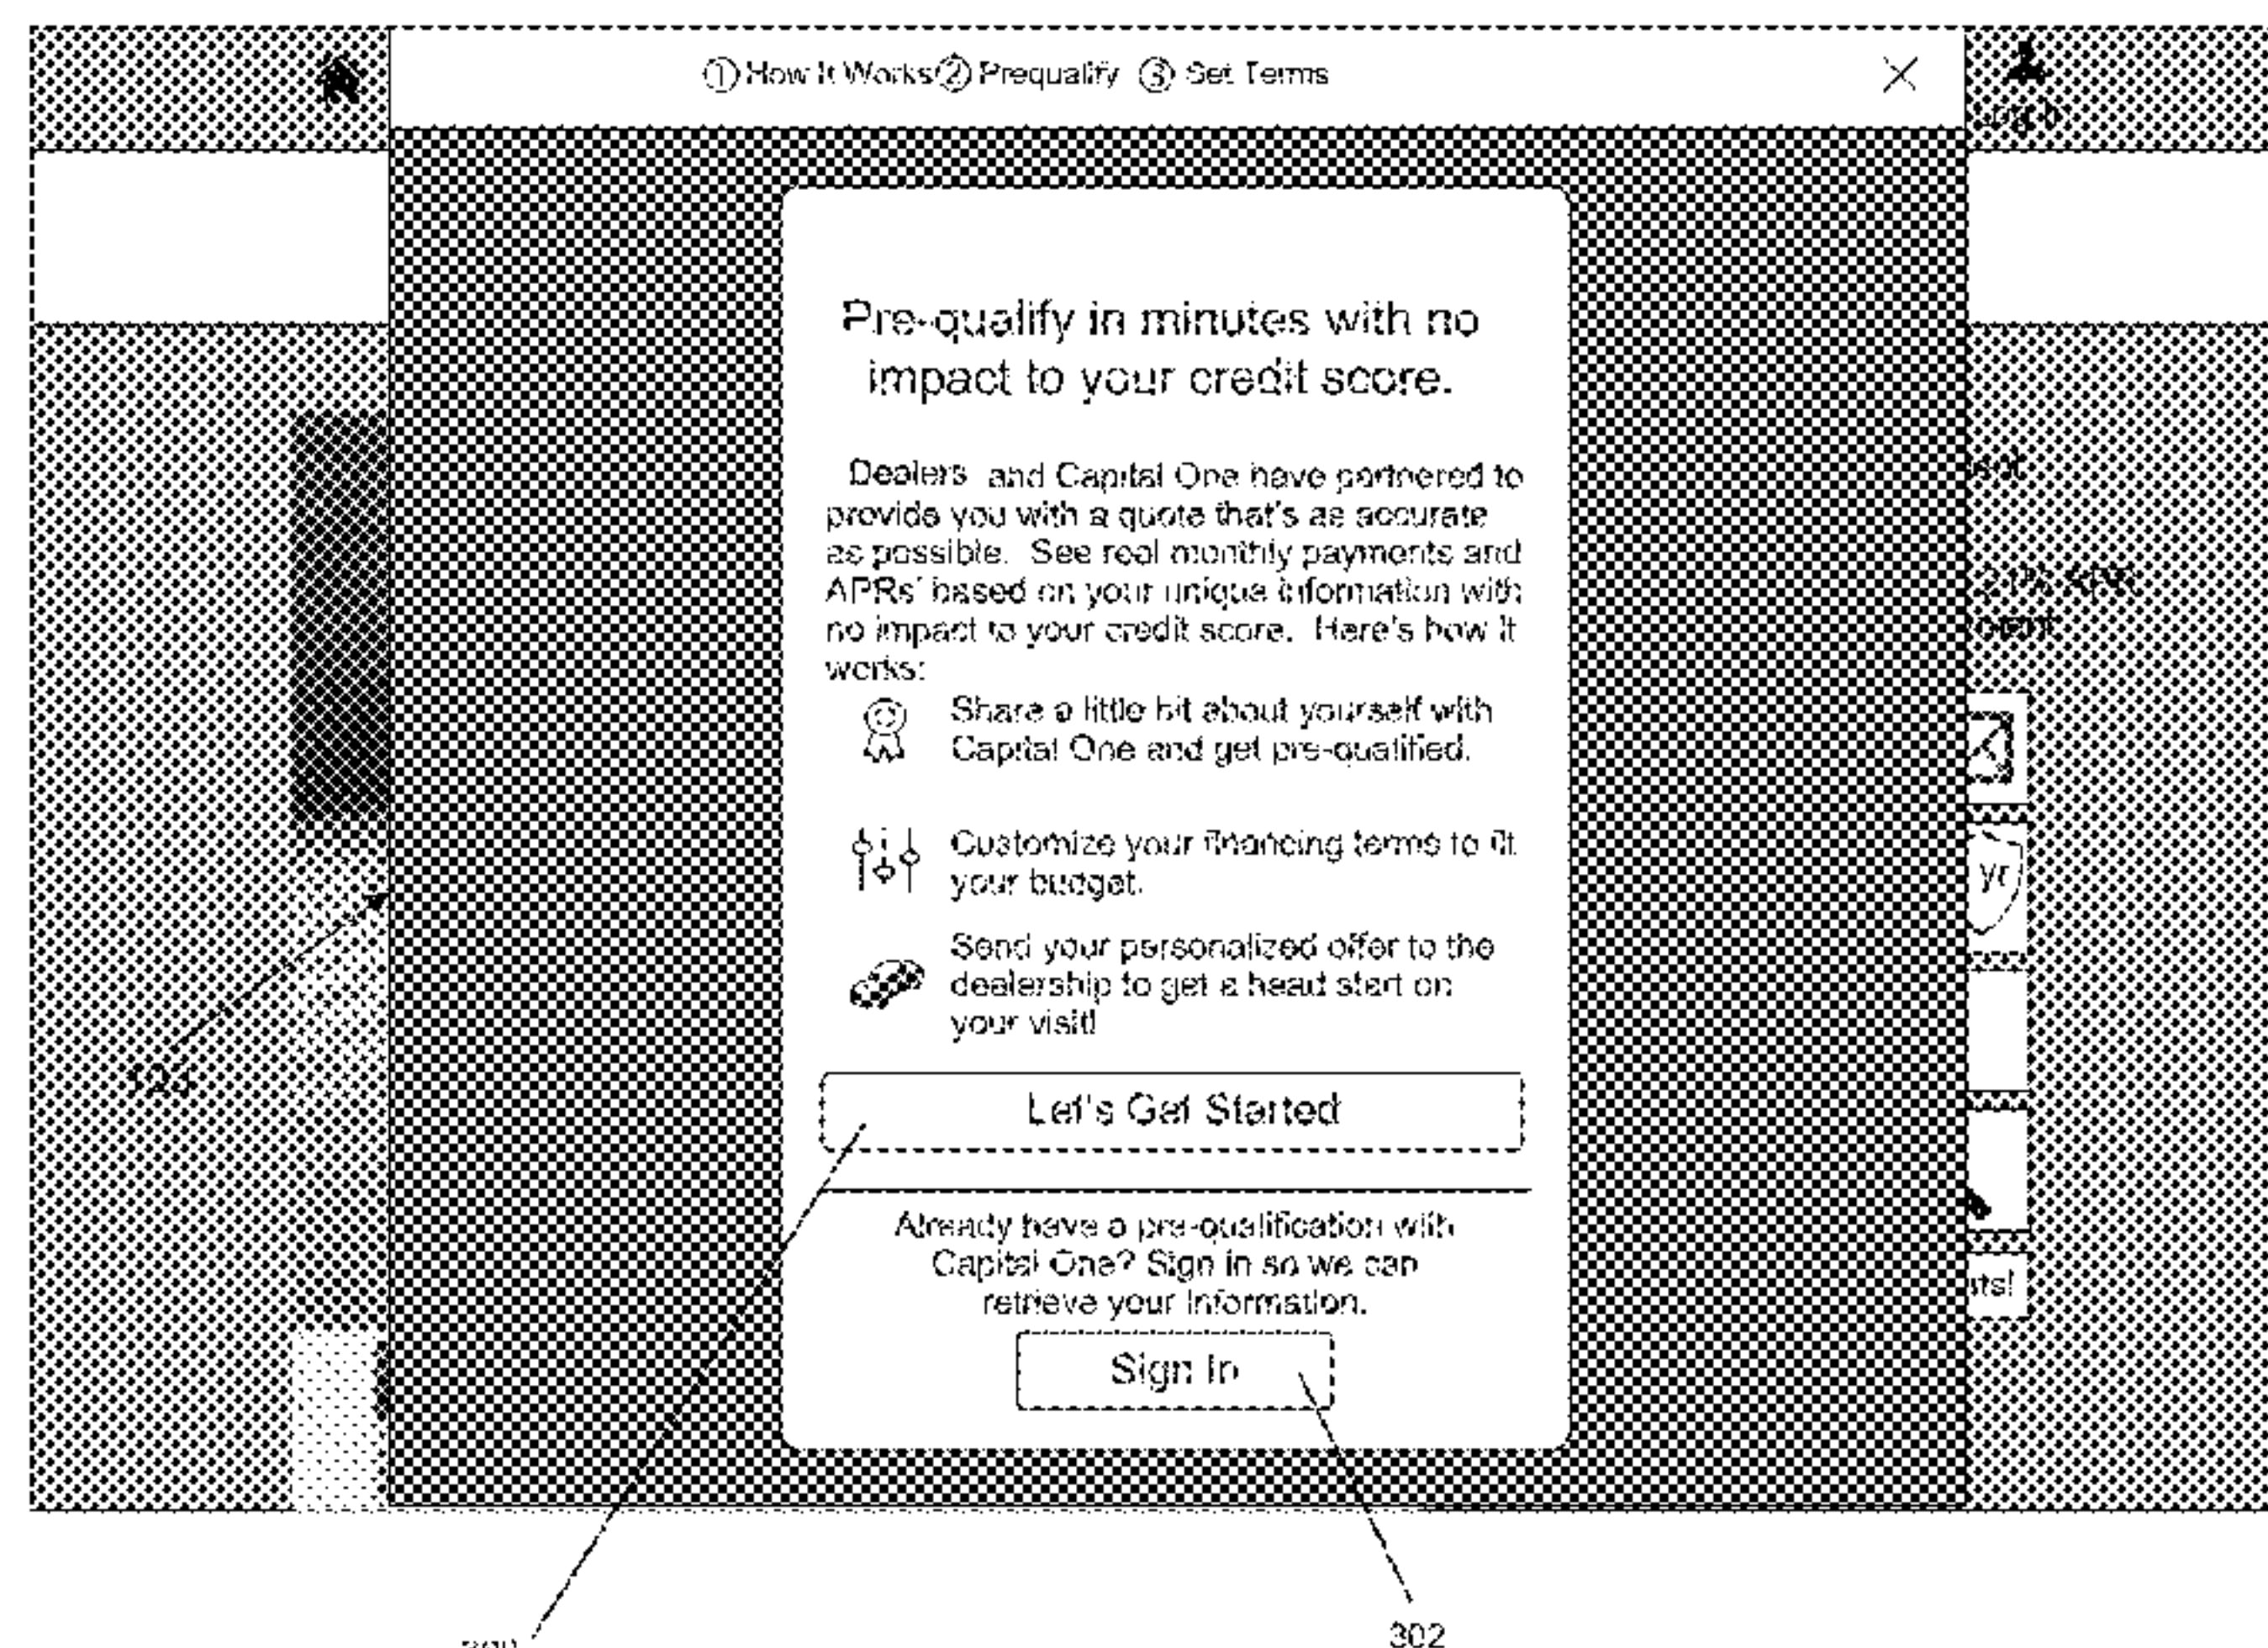 ① How It Works ② Prequalify ③ Set Terms
Pre-qualify in minutes with no
impact to your credit score.
Dealers and Capital One have partnered to
provide you with a quote that's as accurate
as possible. See real monthly payments and
APRs' based on your unique information with
no impact to your credit score. Here's how it
works:
Share a little bit about yourself with
Capital One and get pre-qualified.
Customize your financing terms to fit
your budget.
Send your personalized offer to the
dealership to get a head start on
your visit!
yr
Let's Get Started
Already have a pre-qualification with
Capital One? Sign in so we can
retrieve your information.
Sign In
302